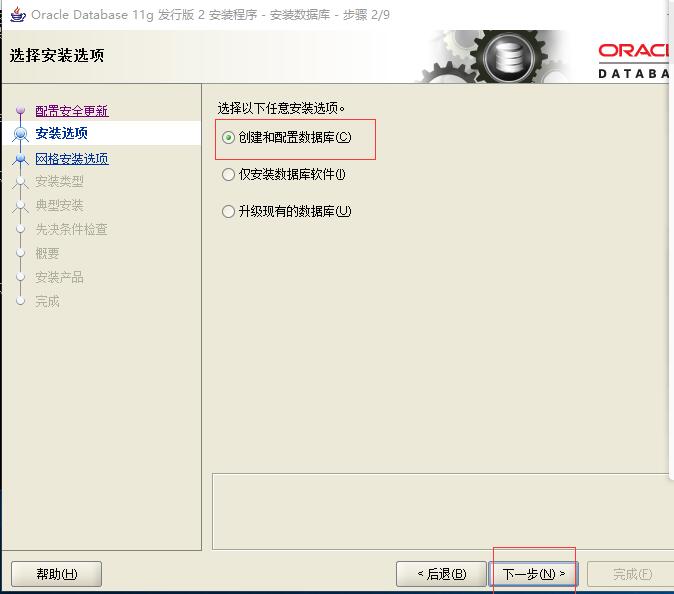 Oracle Database 11g 发行版 2 安装程序 - 安装数据库 - 步骤 2/9
选择安装选项
ORACL
DATABA
配置安全更新
安装选项
网格安装选项
安装类型
典型安装
先决条件检查
概要
安装产品
完成
选择以下任意安装选项。
创建和配置数据库(C)
仅安装数据库软件(I)
升级现有的数据库(U)
帮助(H)
< 后退(B)
下一步(N) >
完成(F)